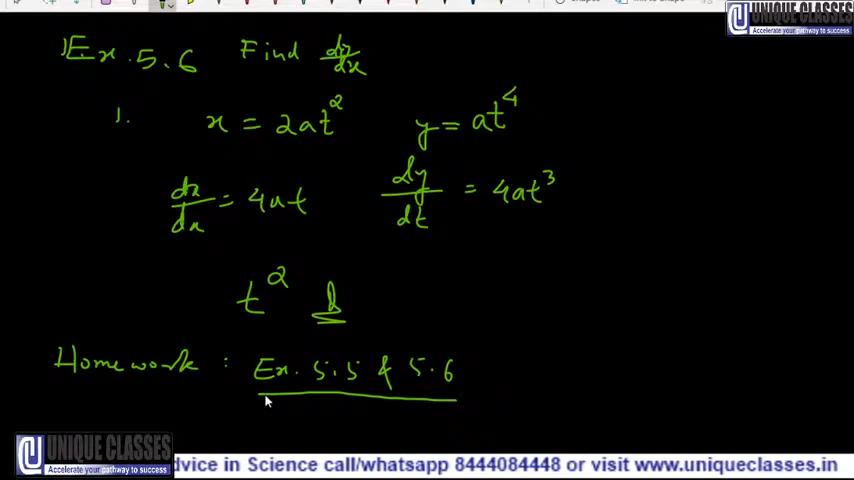 UNIQUE CLASSES
Accelerate your pathway to success
Ex. 5.6 Find dy/dx
1. x = 2at² y = at⁴
dx/dx = 4at dy/dt = 4at³
t²
Homework : Ex. 5.5 & 5.6
UNIQUE CLASSES
Accelerate your pathway to success
dvice in Science call/whatsapp 8444084448 or visit www.uniqueclasses.in